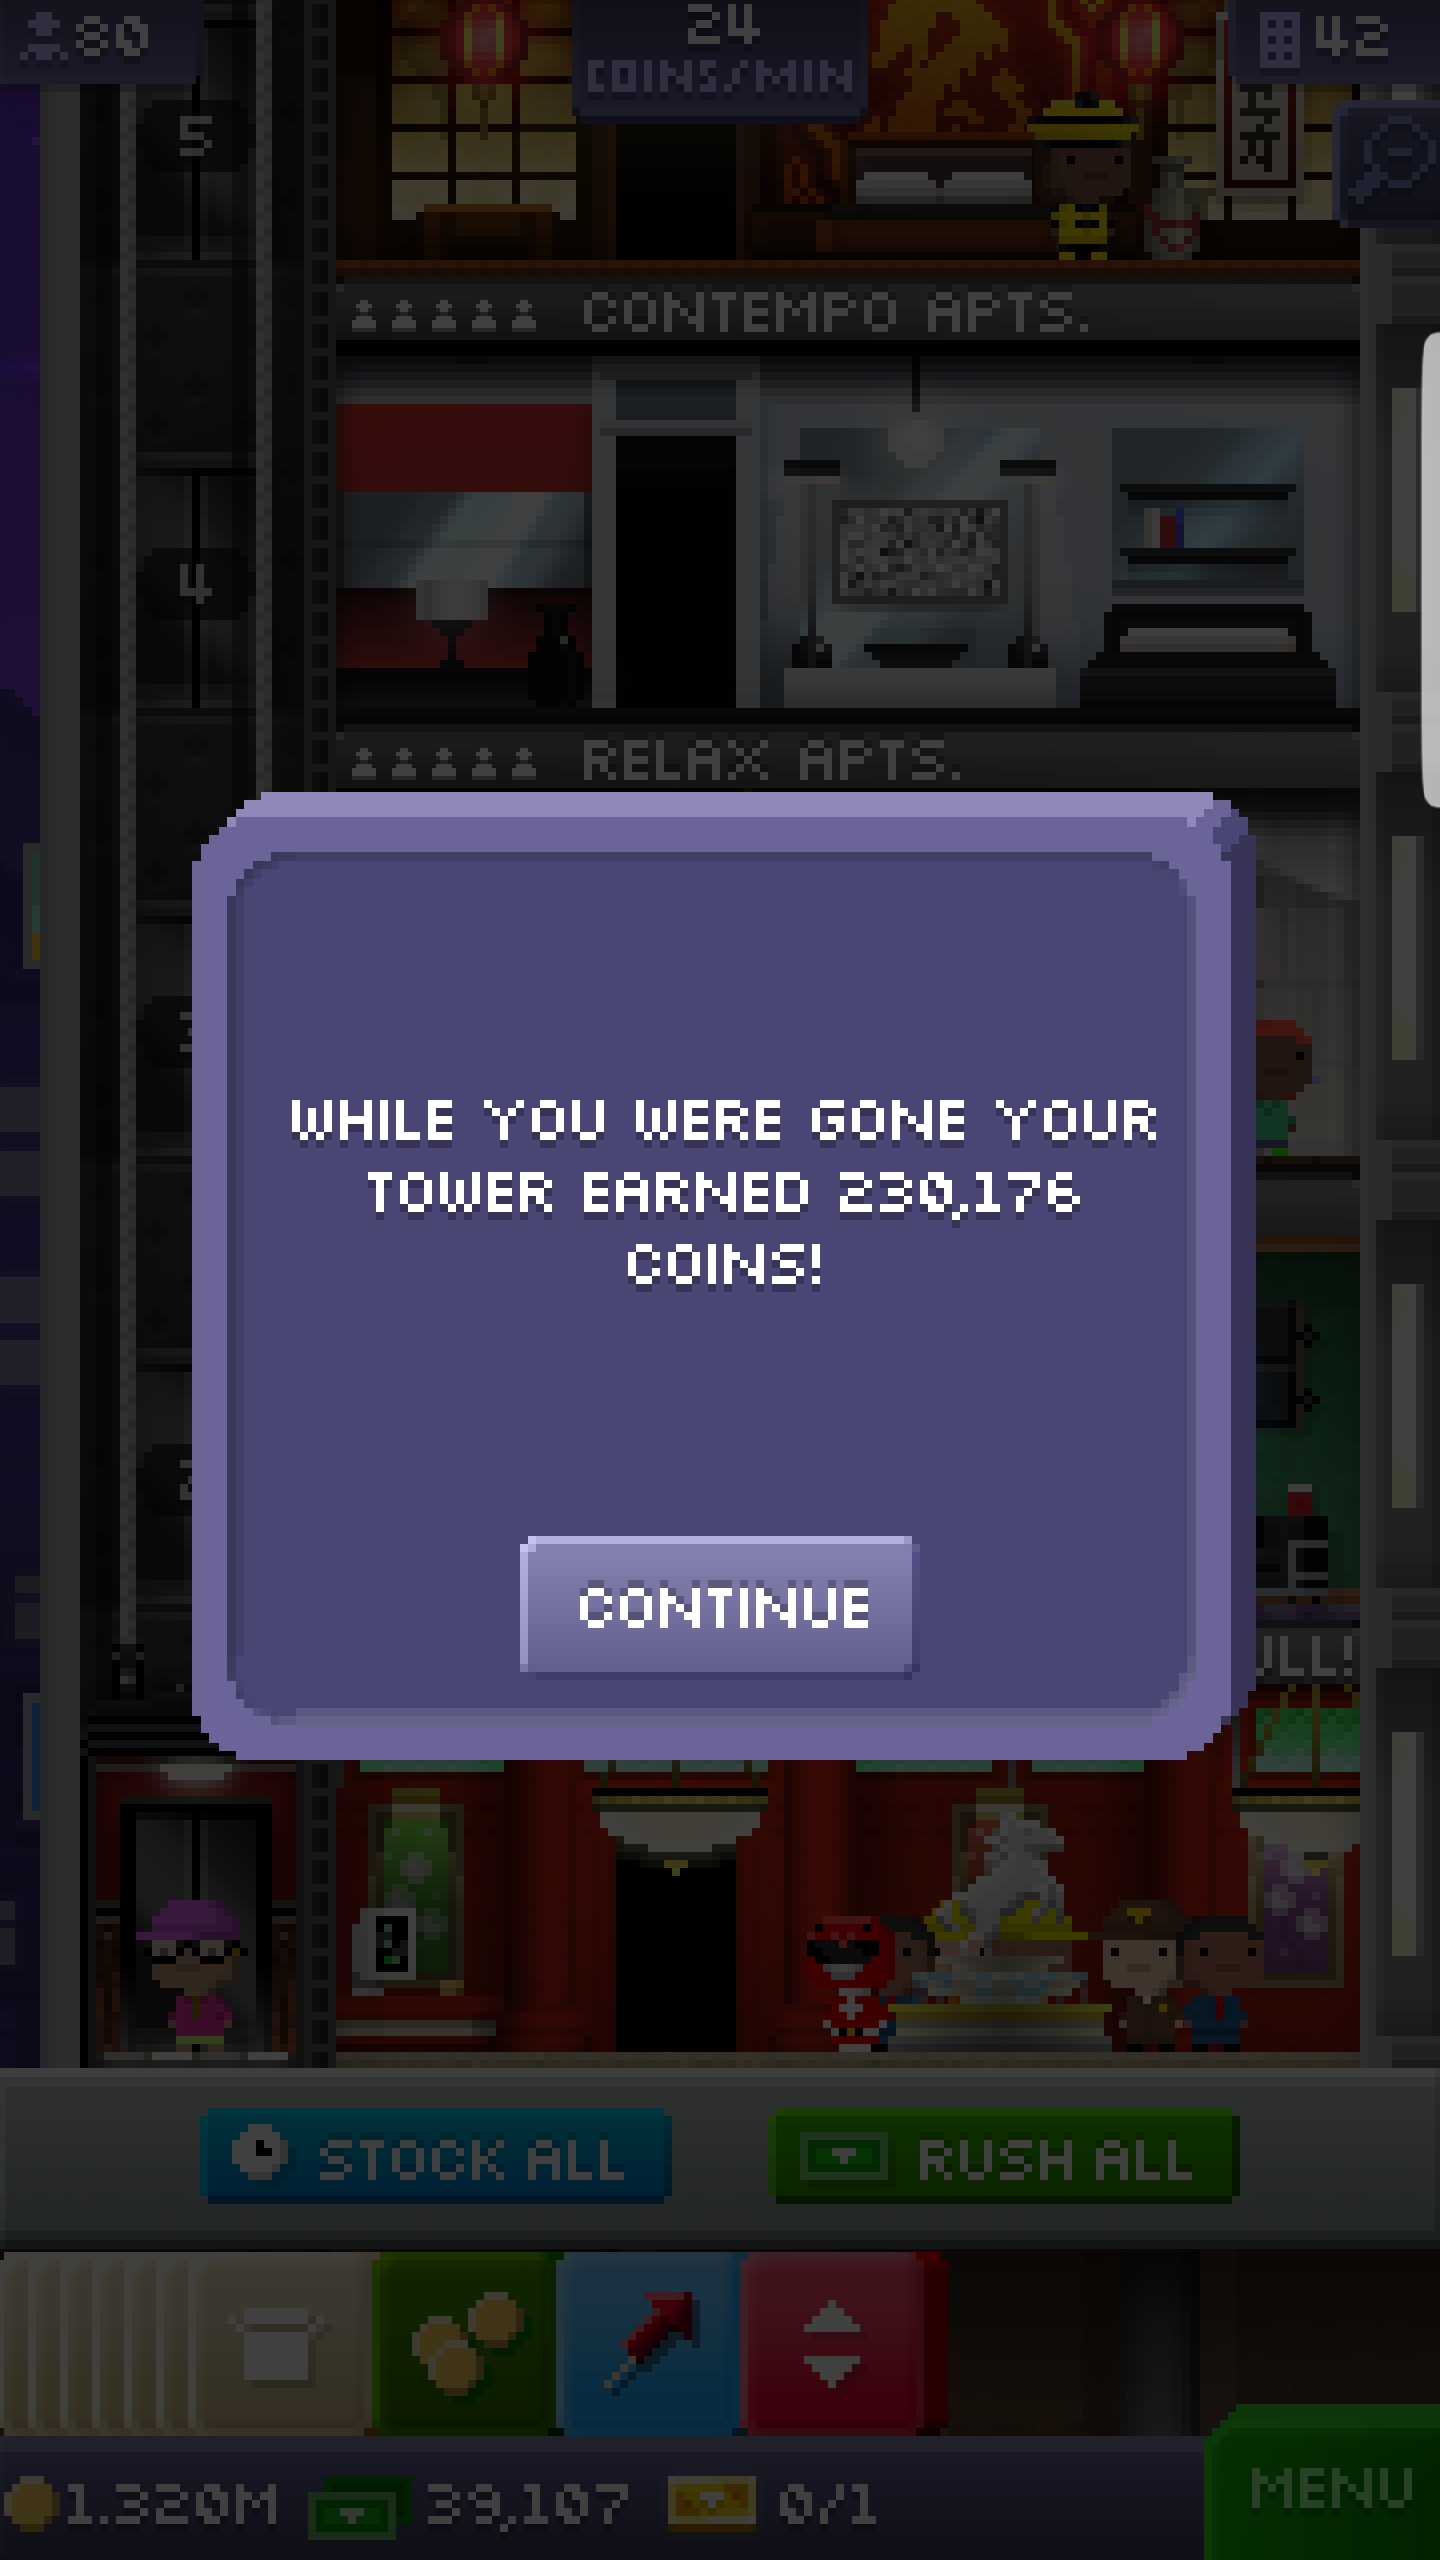 80
24
COINS/MIN
42
5
CONTEMPO APTS.
4
RELAX APTS.
WHILE YOU WERE GONE YOUR
TOWER EARNED 230,176
COINS!
CONTINUE
STOCK ALL
RUSH ALL
1.320M
39,107
0/1
MENU